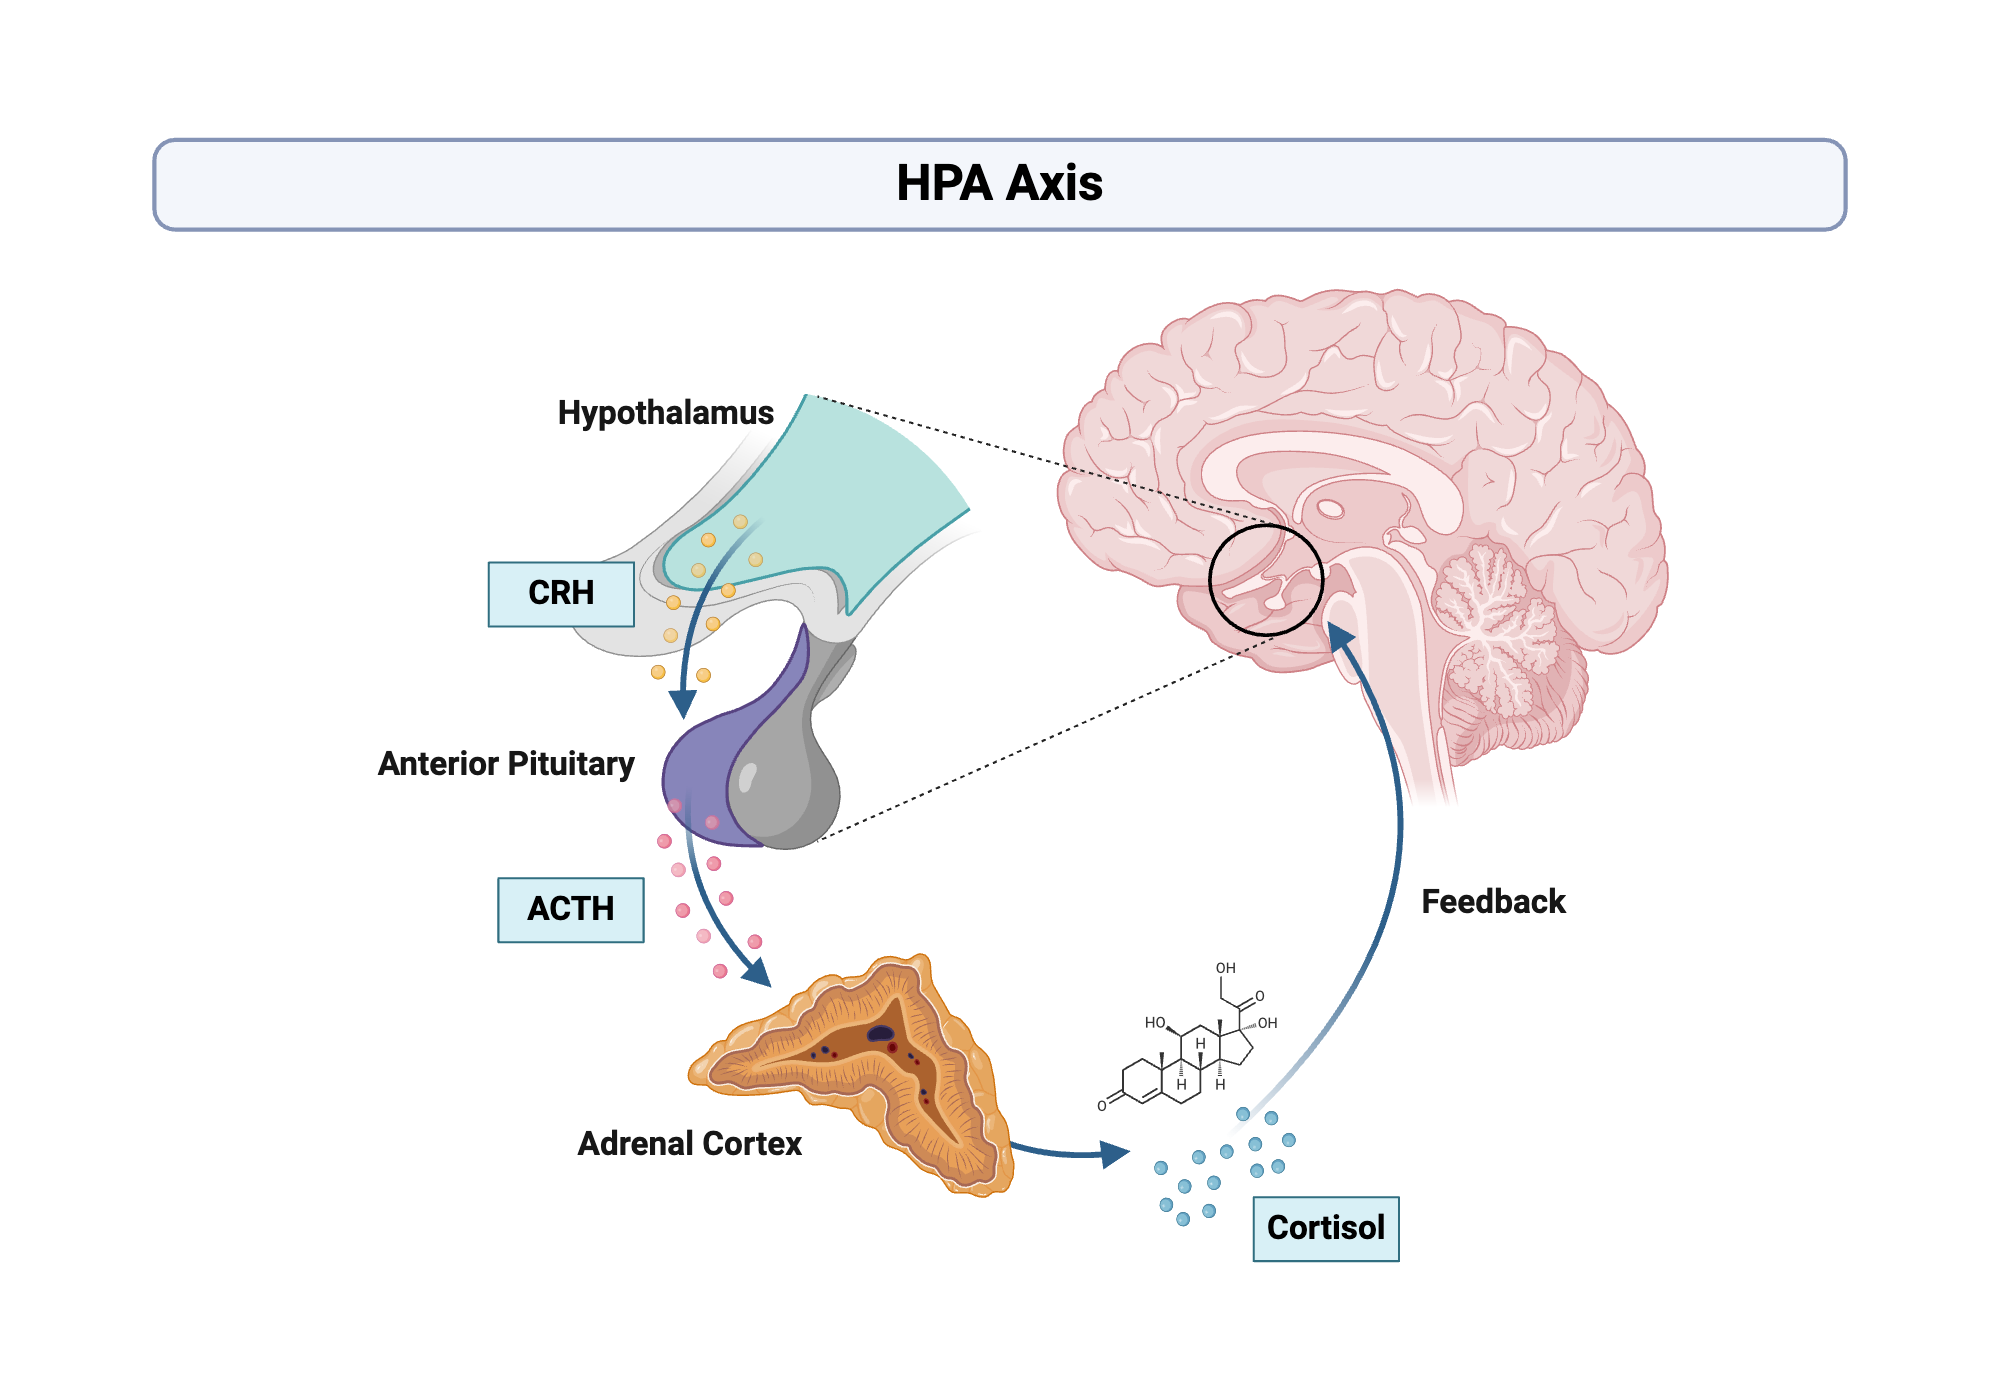 HPA Axis
Hypothalamus
CRH
Anterior Pituitary
ACTH
Feedback
OH
O
HO
OH
H
H
H
O
Adrenal Cortex
Cortisol